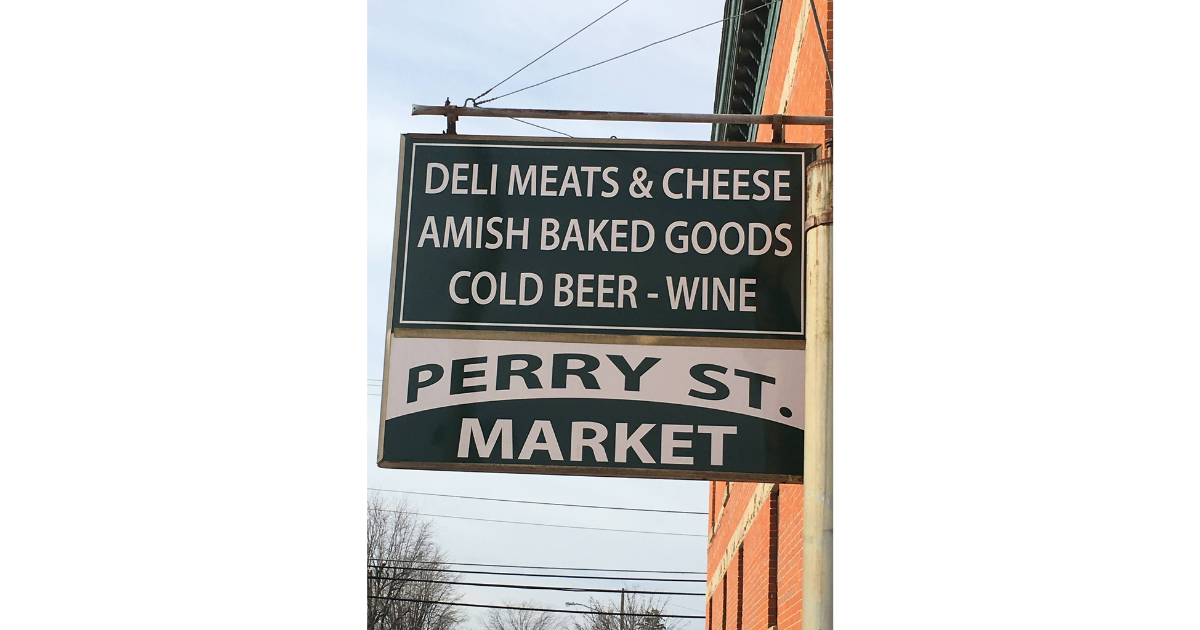 DELI MEATS & CHEESE
AMISH BAKED GOODS
COLD BEER - WINE
PERRY ST.
MARKET